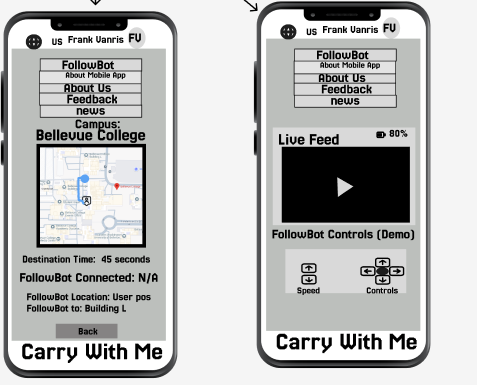 US Frank Vanris FV
FollowBot
About Mobile App
About Us
Feedback
news
Campus:
Bellevue College
A
Destination Time: 45 seconds
FollowBot Connected: N/A
FollowBot Location: User pos
FollowBot to: Building L
Back
Carry With Me
US Frank Vanris FV
FollowBot
About Mobile App
About Us
Feedback
news
Live Feed 80%
FollowBot Controls (Demo)
Speed Controls
Carry With Me